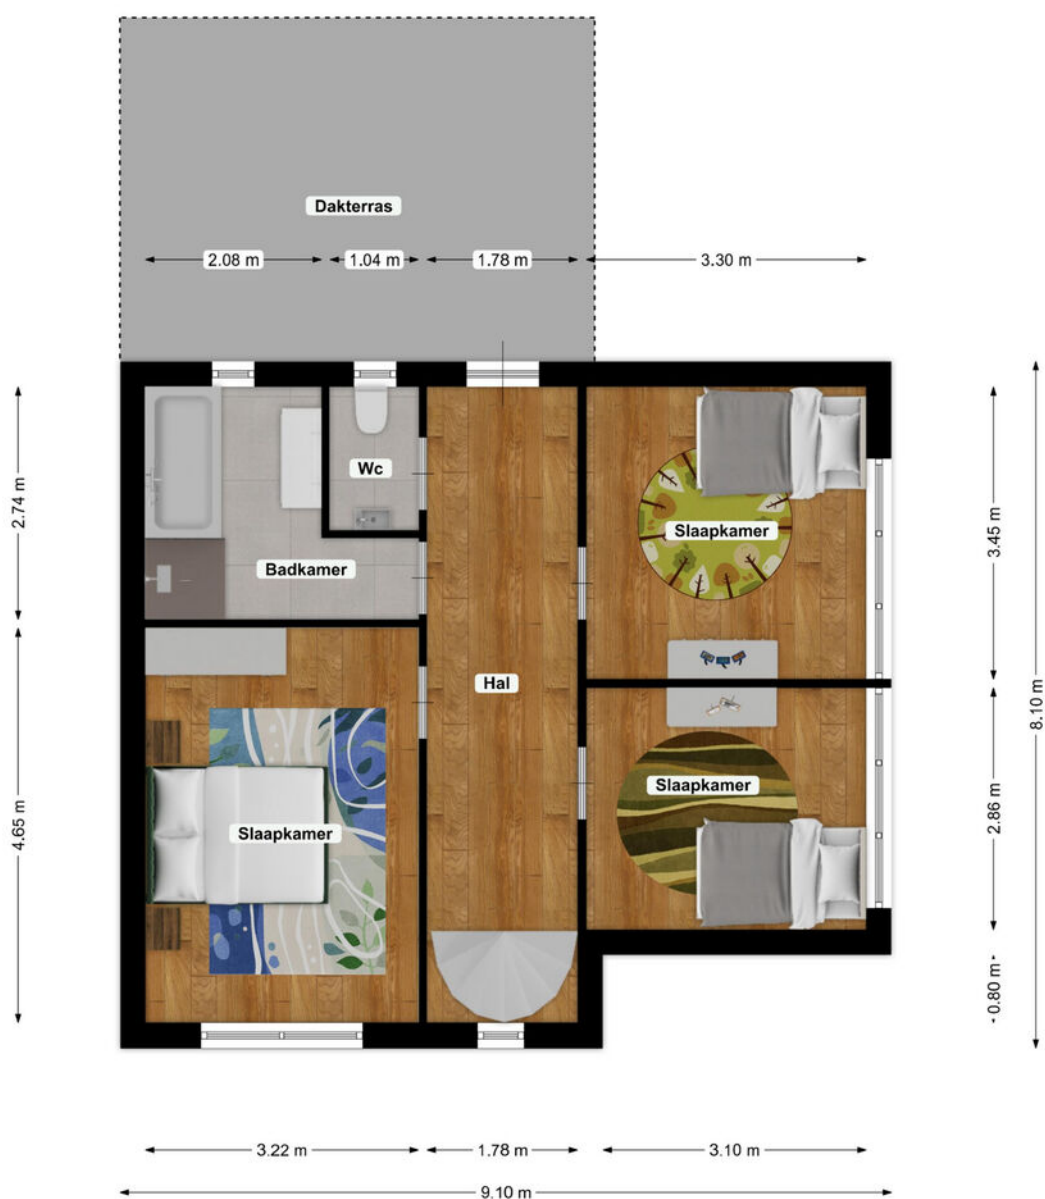 Dakterras
2.08 m
1.04 m
1.78 m
3.30 m
Wc
Slaapkamer
Badkamer
Hal
Slaapkamer
Slaapkamer
2.74 m
4.65 m
3.45 m
2.86 m
0.80 m
8.10 m
3.22 m
1.78 m
3.10 m
9.10 m